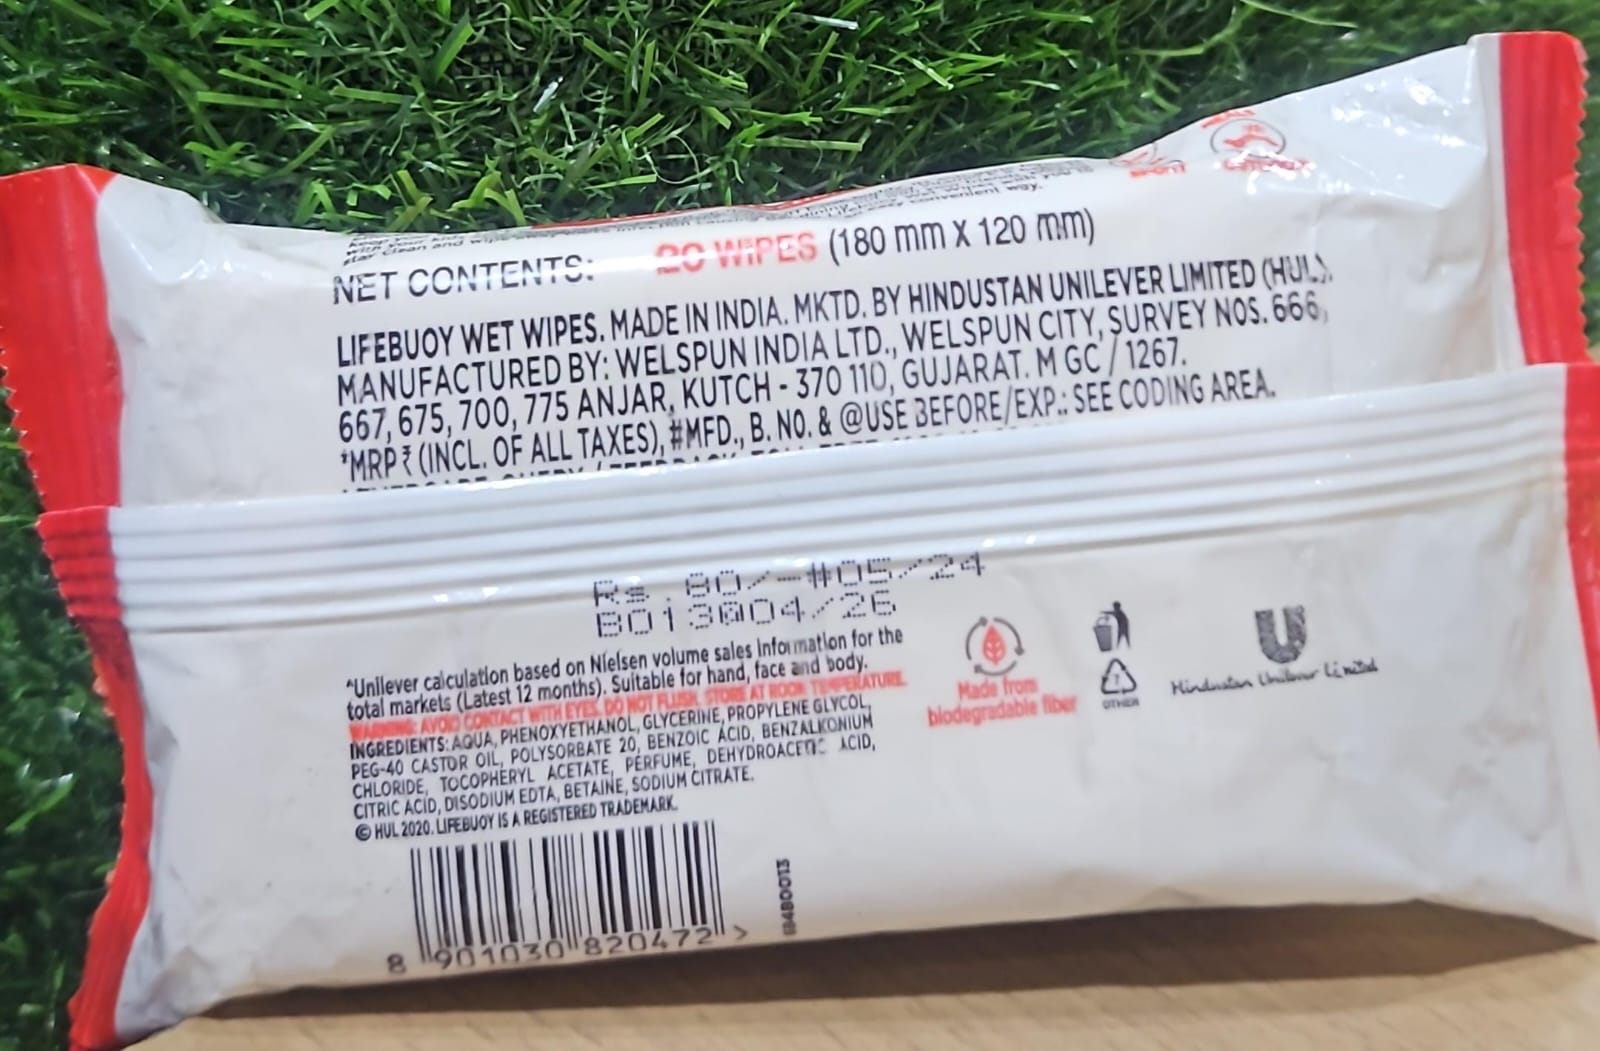 stay clean and
convenient way.
SPORT
NET CONTENTS: 20 WIPES (180 mm X 120 mm)
LIFEBUOY WET WIPES. MADE IN INDIA. MKTD. BY HINDUSTAN UNILEVER LIMITED (HUL).
MANUFACTURED BY: WELSPUN INDIA LTD., WELSPUN CITY, SURVEY NOS. 666,
667, 675, 700, 775 ANJAR, KUTCH - 370 110, GUJARAT. M GC / 1267.
*MRP ₹ (INCL. OF ALL TAXES), #MFD., B. NO. & @USE BEFORE/EXP.: SEE CODING AREA.
Rs.80/-#05/24
B013@04/26
^Unilever calculation based on Nielsen volume sales information for the
total markets (Latest 12 months). Suitable for hand, face and body.
WARNING: AVOID CONTACT WITH EYES. DO NOT FLUSH. STORE AT ROOM TEMPERATURE.
INGREDIENTS: AQUA, PHENOXYETHANOL, GLYCERINE, PROPYLENE GLYCOL,
PEG-40 CASTOR OIL, POLYSORBATE 20, BENZOIC ACID, BENZALKONIUM
CHLORIDE, TOCOPHERYL ACETATE, PERFUME, DEHYDROACETIC ACID,
CITRIC ACID, DISODIUM EDTA, BETAINE, SODIUM CITRATE.
© HUL 2020. LIFEBUOY IS A REGISTERED TRADEMARK.
Made from
biodegradable fiber
7
OTHER
Hindustan Unilever Limited
8 901030 820472 >